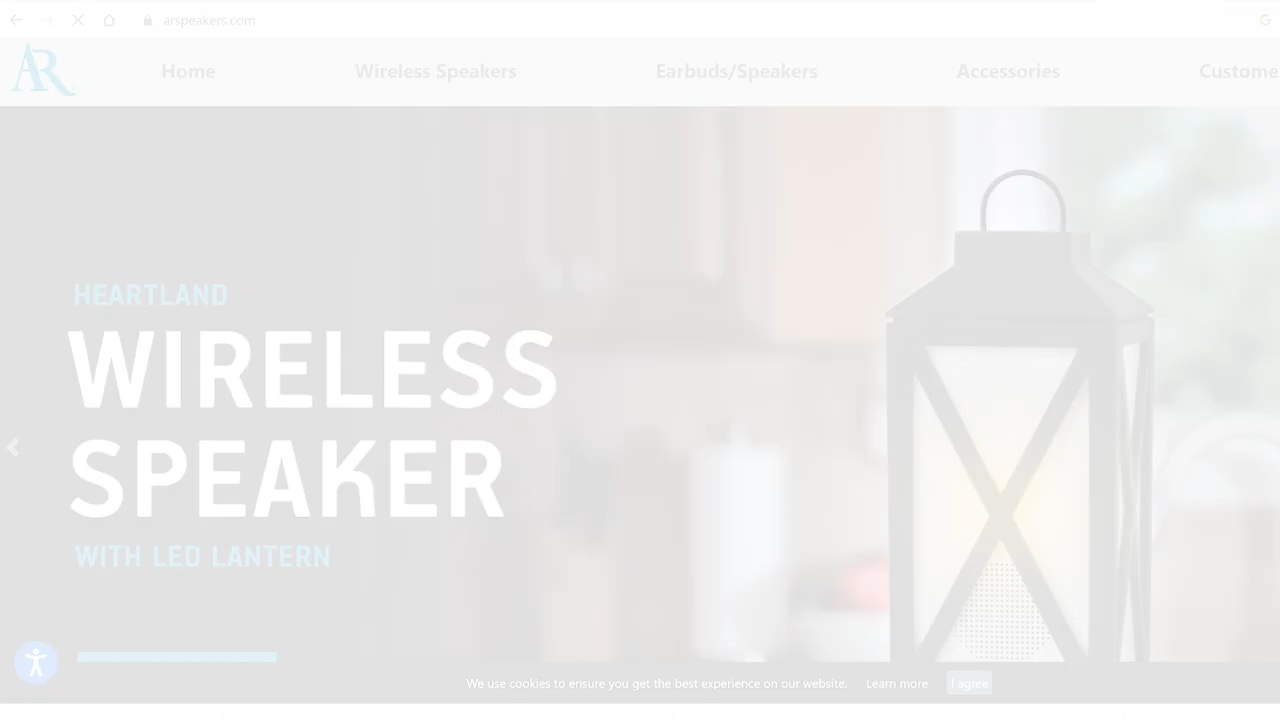 arspeakers.com
AR
Home Wireless Speakers Earbuds/Speakers Accessories Custome
HEARTLAND
WIRELESS
SPEAKER
WITH LED LANTERN
We use cookies to ensure you get the best experience on our website. Learn more I agree